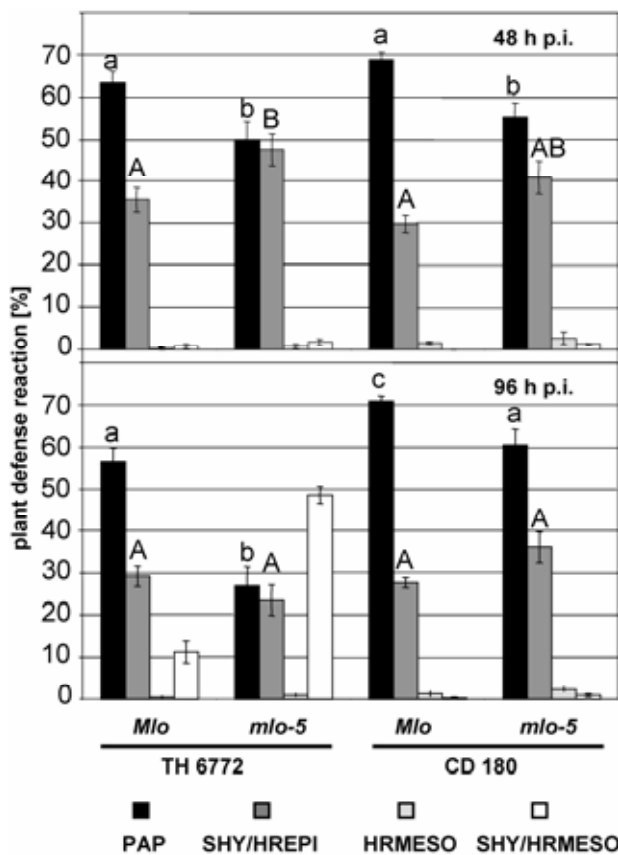 plant defense reaction [%]
48 h p.i.
70
60
50
40
30
20
10
0
a
A
b
B
a
A
b
AB
96 h p.i.
70
60
50
40
30
20
10
0
a
A
b
A
c
A
a
A
Mlo mlo-5 Mlo mlo-5
TH 6772 CD 180
PAP SHY/HREPI HRMESO SHY/HRMESO